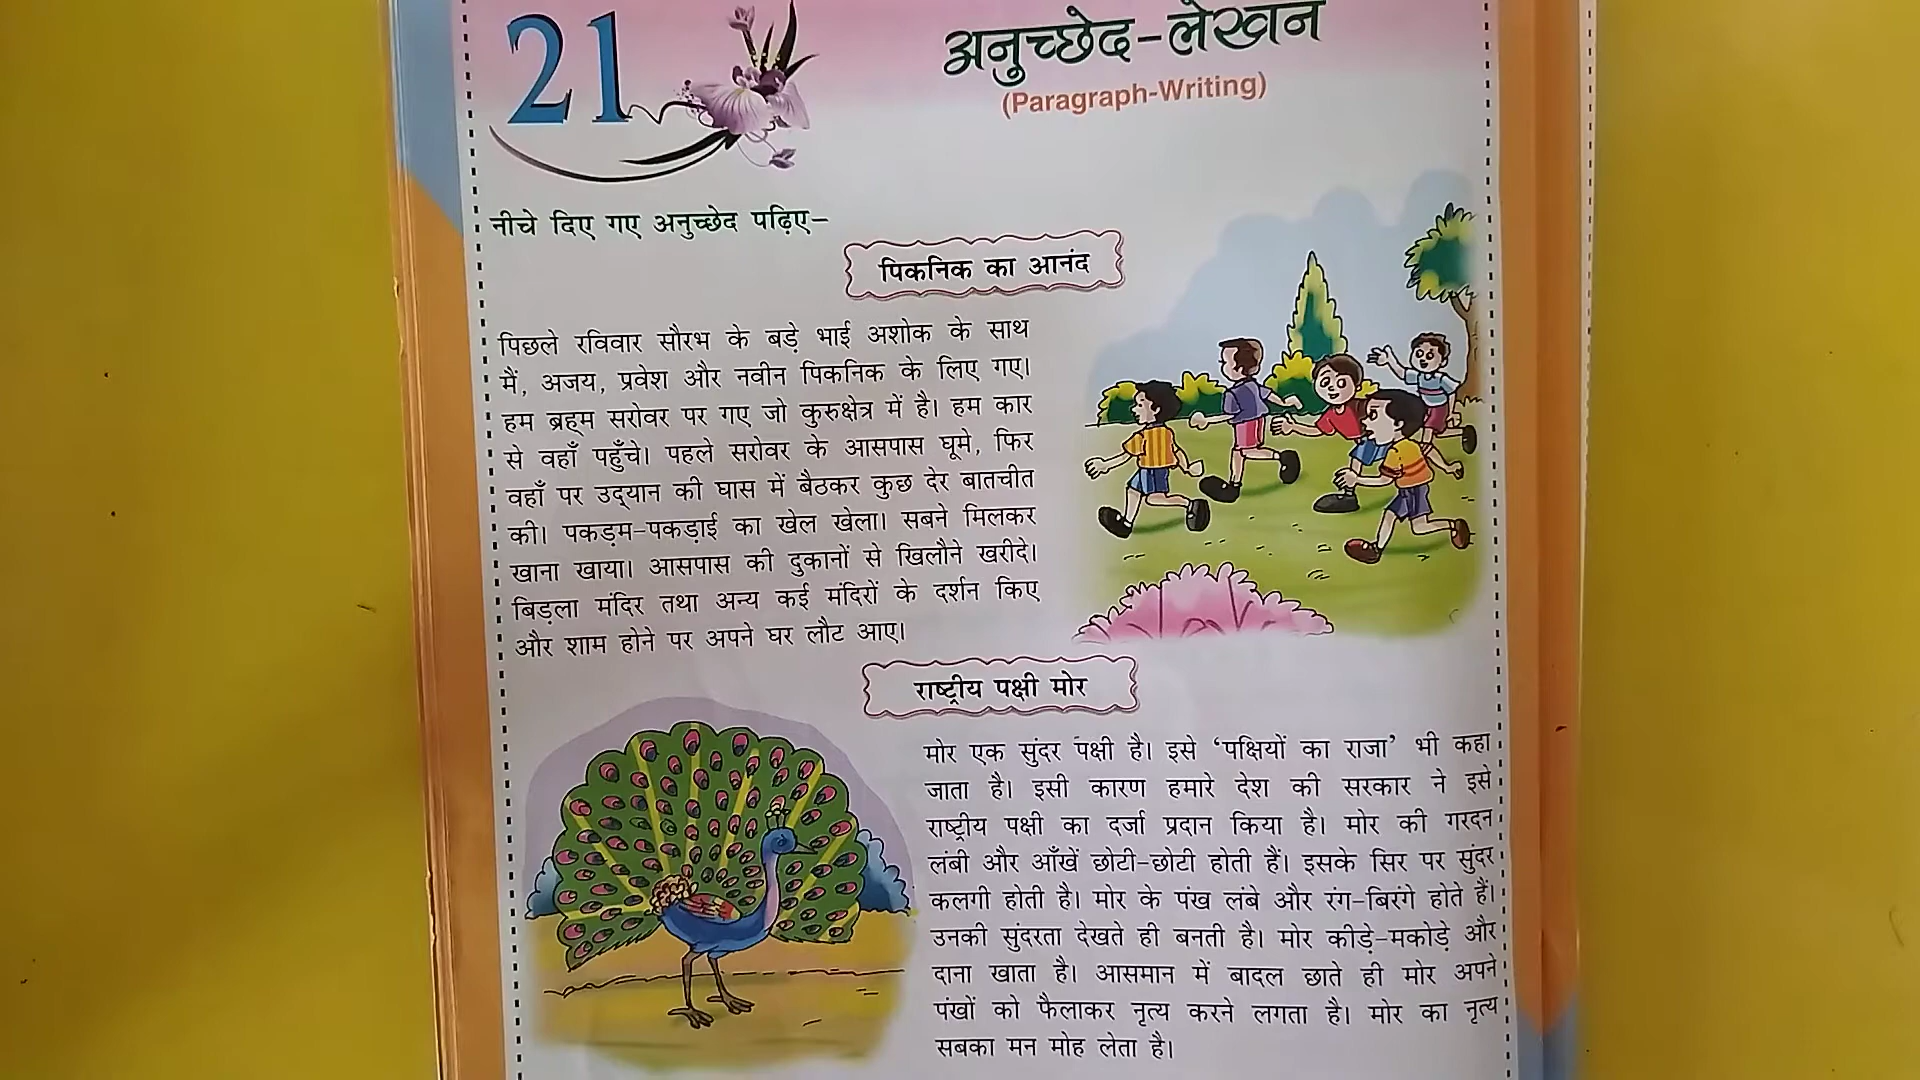 21
अनुच्छेद-लेखन
(Paragraph-Writing)
नीचे दिए गए अनुच्छेद पढ़िए–
पिकनिक का आनंद
पिछले रविवार सौरभ के बड़े भाई अशोक के साथ
मैं, अजय, प्रवेश और नवीन पिकनिक के लिए गए।
हम ब्रह्म सरोवर पर गए जो कुरुक्षेत्र में है। हम कार
से वहाँ पहुँचे। पहले सरोवर के आसपास घूमे, फिर
वहाँ पर उद्‌यान की घास में बैठकर कुछ देर बातचीत
की। पकड़म-पकड़ाई का खेल खेला। सबने मिलकर
खाना खाया। आसपास की दुकानों से खिलौने खरीदे।
बिड़ला मंदिर तथा अन्य कई मंदिरों के दर्शन किए
और शाम होने पर अपने घर लौट आए।
राष्ट्रीय पक्षी मोर
मोर एक सुंदर पक्षी है। इसे ‘पक्षियों का राजा’ भी कहा
जाता है। इसी कारण हमारे देश की सरकार ने इसे
राष्ट्रीय पक्षी का दर्जा प्रदान किया है। मोर की गरदन
लंबी और आँखें छोटी-छोटी होती हैं। इसके सिर पर सुंदर
कलगी होती है। मोर के पंख लंबे और रंग-बिरंगे होते हैं।
उनकी सुंदरता देखते ही बनती है। मोर कीड़े-मकोड़े और
दाना खाता है। आसमान में बादल छाते ही मोर अपने
पंखों को फैलाकर नृत्य करने लगता है। मोर का नृत्य
सबका मन मोह लेता है।